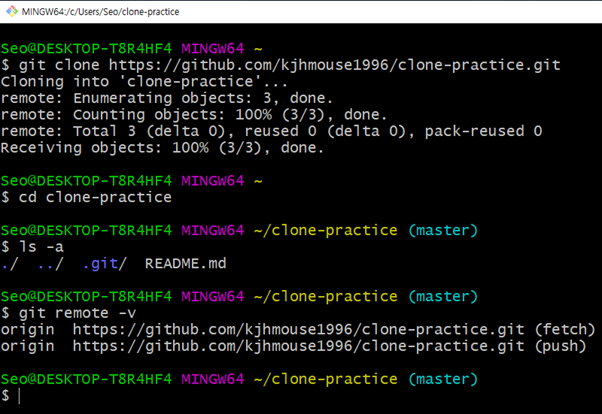 MINGW64:/c/Users/Seo/clone-practice
Seo@DESKTOP-T8R4HF4 MINGW64 ~
$ git clone https://github.com/kjhmouse1996/clone-practice.git
Cloning into 'clone-practice'...
remote: Enumerating objects: 3, done.
remote: Counting objects: 100% (3/3), done.
remote: Total 3 (delta 0), reused 0 (delta 0), pack-reused 0
Receiving objects: 100% (3/3), done.
Seo@DESKTOP-T8R4HF4 MINGW64 ~
$ cd clone-practice
Seo@DESKTOP-T8R4HF4 MINGW64 ~/clone-practice (master)
$ ls -a
./  ../  .git/  README.md
Seo@DESKTOP-T8R4HF4 MINGW64 ~/clone-practice (master)
$ git remote -v
origin  https://github.com/kjhmouse1996/clone-practice.git (fetch)
origin  https://github.com/kjhmouse1996/clone-practice.git (push)
Seo@DESKTOP-T8R4HF4 MINGW64 ~/clone-practice (master)
$